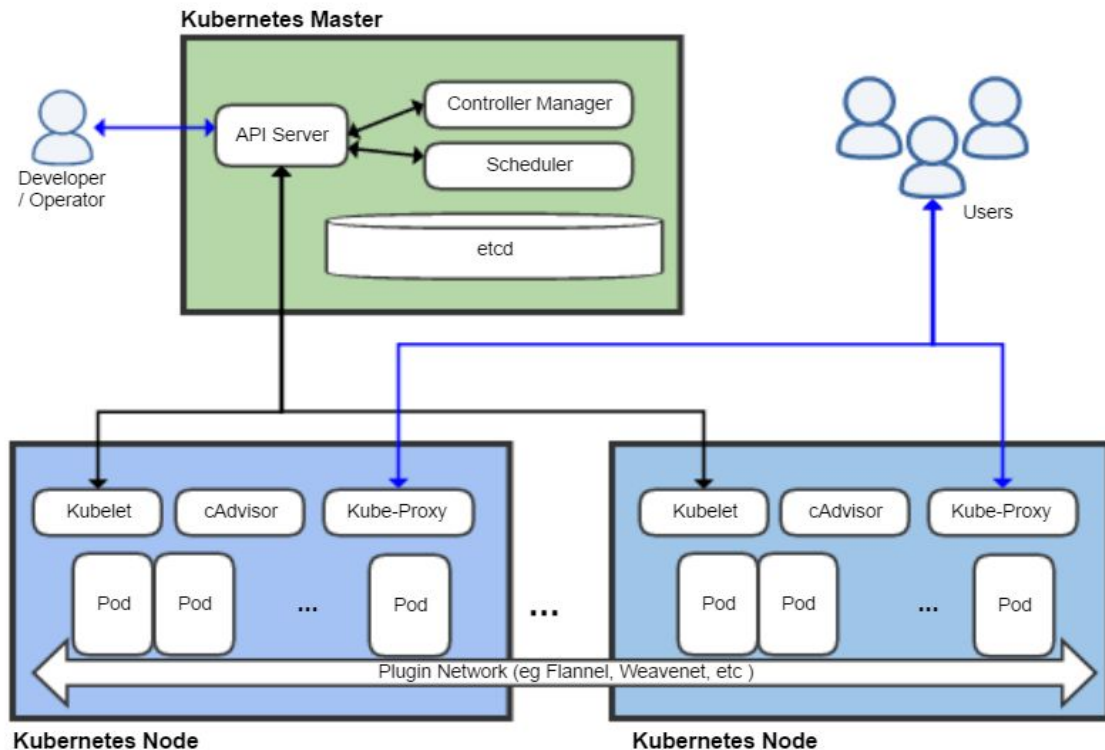 Kubernetes Master
API Server
Controller Manager
Scheduler
etcd
Developer
/ Operator
Users
Kubelet
cAdvisor
Kube-Proxy
Pod
Pod
...
Pod
...
Kubelet
cAdvisor
Kube-Proxy
Pod
Pod
...
Pod
Plugin Network (eg Flannel, Weavenet, etc )
Kubernetes Node
Kubernetes Node